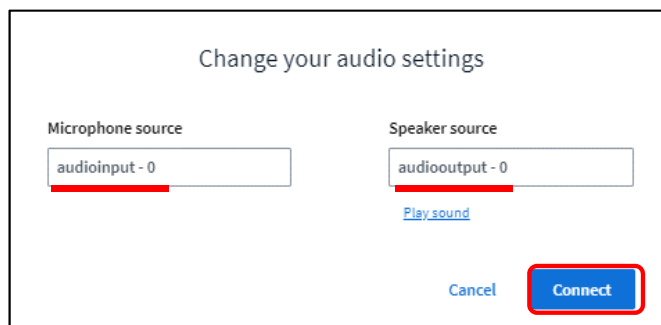 Change your audio settings
Microphone source
Speaker source
audioinput - 0
audiooutput - 0
Play sound
Cancel
Connect